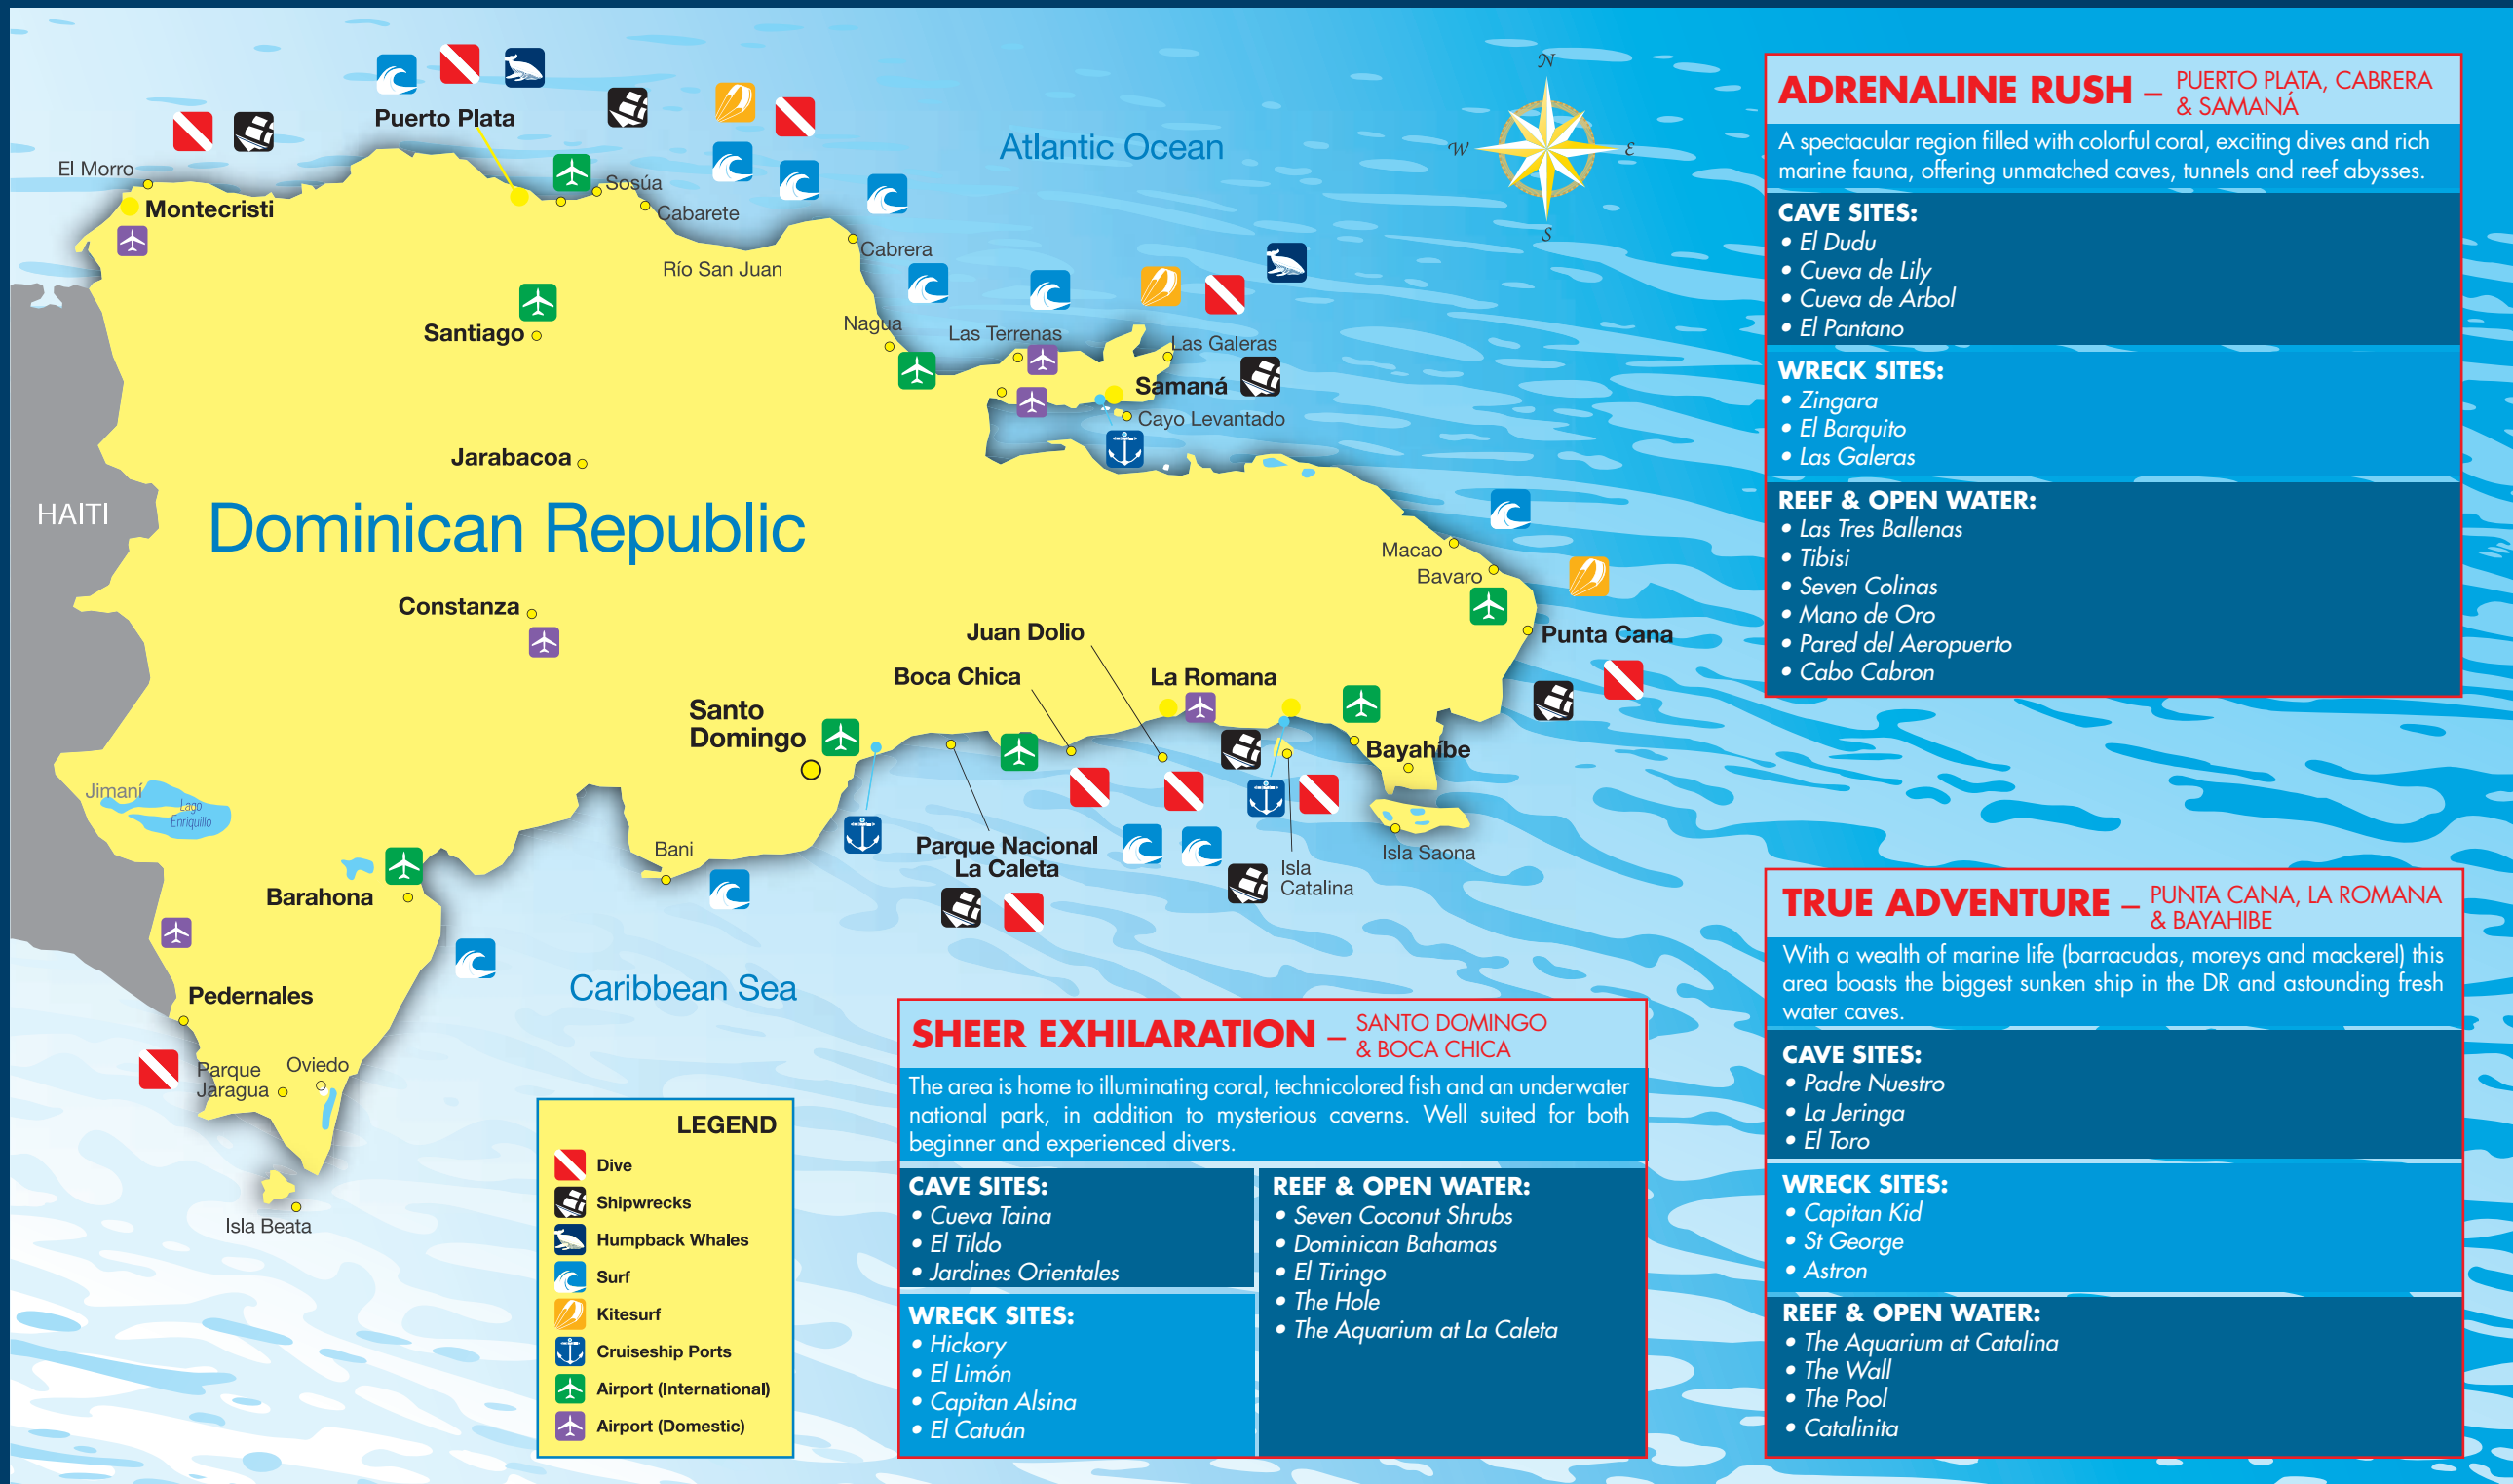 Puerto Plata
El Morro
Montecristi
Sosúa
Cabarete
Río San Juan
Cabrera
Atlantic Ocean
N
W
E
S
Santiago
Nagua
Las Terrenas
Las Galeras
Samaná
Cayo Levantado
Jarabacoa
HAITI
Dominican Republic
Macao
Bavaro
Constanza
Juan Dolio
Punta Cana
Boca Chica
La Romana
Santo
Domingo
Bayahíbe
Jimaní
Lago
Enriquillo
Bani
Parque Nacional
La Caleta
Isla
Catalina
Isla Saona
Barahona
Caribbean Sea
Pedernales
Parque
Jaragua
Oviedo
Isla Beata
LEGEND
Dive
Shipwrecks
Humpback Whales
Surf
Kitesurf
Cruiseship Ports
Airport (International)
Airport (Domestic)
ADRENALINE RUSH – PUERTO PLATA, CABRERA
& SAMANÁ
A spectacular region filled with colorful coral, exciting dives and rich
marine fauna, offering unmatched caves, tunnels and reef abysses.
CAVE SITES:
• El Dudu
• Cueva de Lily
• Cueva de Arbol
• El Pantano
WRECK SITES:
• Zingara
• El Barquito
• Las Galeras
REEF & OPEN WATER:
• Las Tres Ballenas
• Tibisi
• Seven Colinas
• Mano de Oro
• Pared del Aeropuerto
• Cabo Cabron
SHEER EXHILARATION – SANTO DOMINGO
& BOCA CHICA
The area is home to illuminating coral, technicolored fish and an underwater
national park, in addition to mysterious caverns. Well suited for both
beginner and experienced divers.
CAVE SITES:
• Cueva Taina
• El Tildo
• Jardines Orientales
WRECK SITES:
• Hickory
• El Limón
• Capitan Alsina
• El Catuán
REEF & OPEN WATER:
• Seven Coconut Shrubs
• Dominican Bahamas
• El Tiringo
• The Hole
• The Aquarium at La Caleta
TRUE ADVENTURE – PUNTA CANA, LA ROMANA
& BAYAHIBE
With a wealth of marine life (barracudas, moreys and mackerel) this
area boasts the biggest sunken ship in the DR and astounding fresh
water caves.
CAVE SITES:
• Padre Nuestro
• La Jeringa
• El Toro
WRECK SITES:
• Capitan Kid
• St George
• Astron
REEF & OPEN WATER:
• The Aquarium at Catalina
• The Wall
• The Pool
• Catalinita